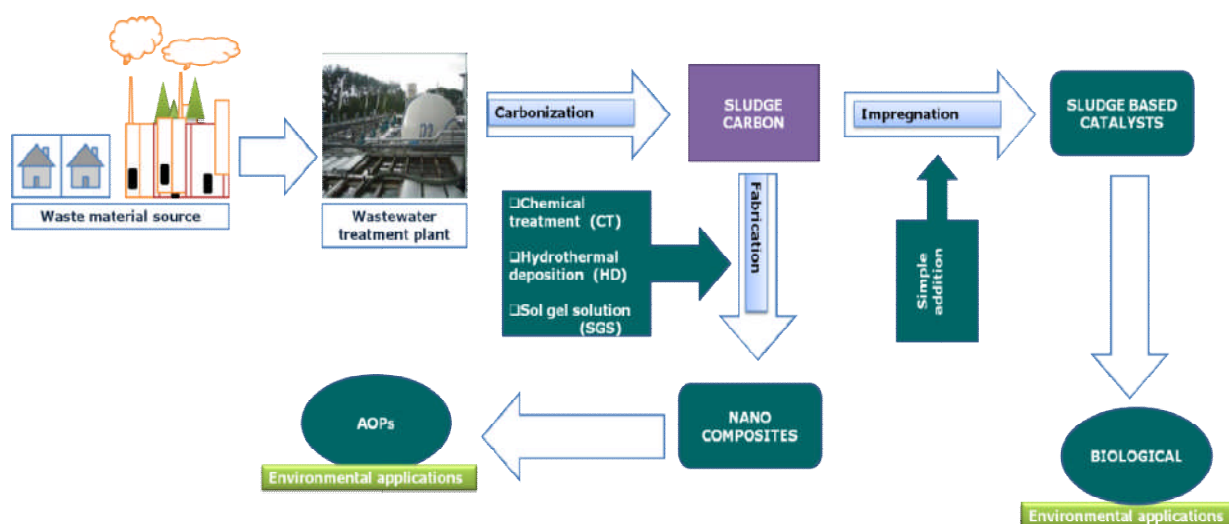 Waste material source
Wastewater
treatment plant
D3
Carbonization
SLUDGE
CARBON
Impregnation
SLUDGE BASED
CATALYSTS
❑Chemical
treatment (CT)
❑Hydrothermal
deposition (HD)
❑Sol gel solution
(SGS)
Fabrication
Simple
addition
NANO
COMPOSITES
AOPs
Environmental applications
BIOLOGICAL
Environmental applications